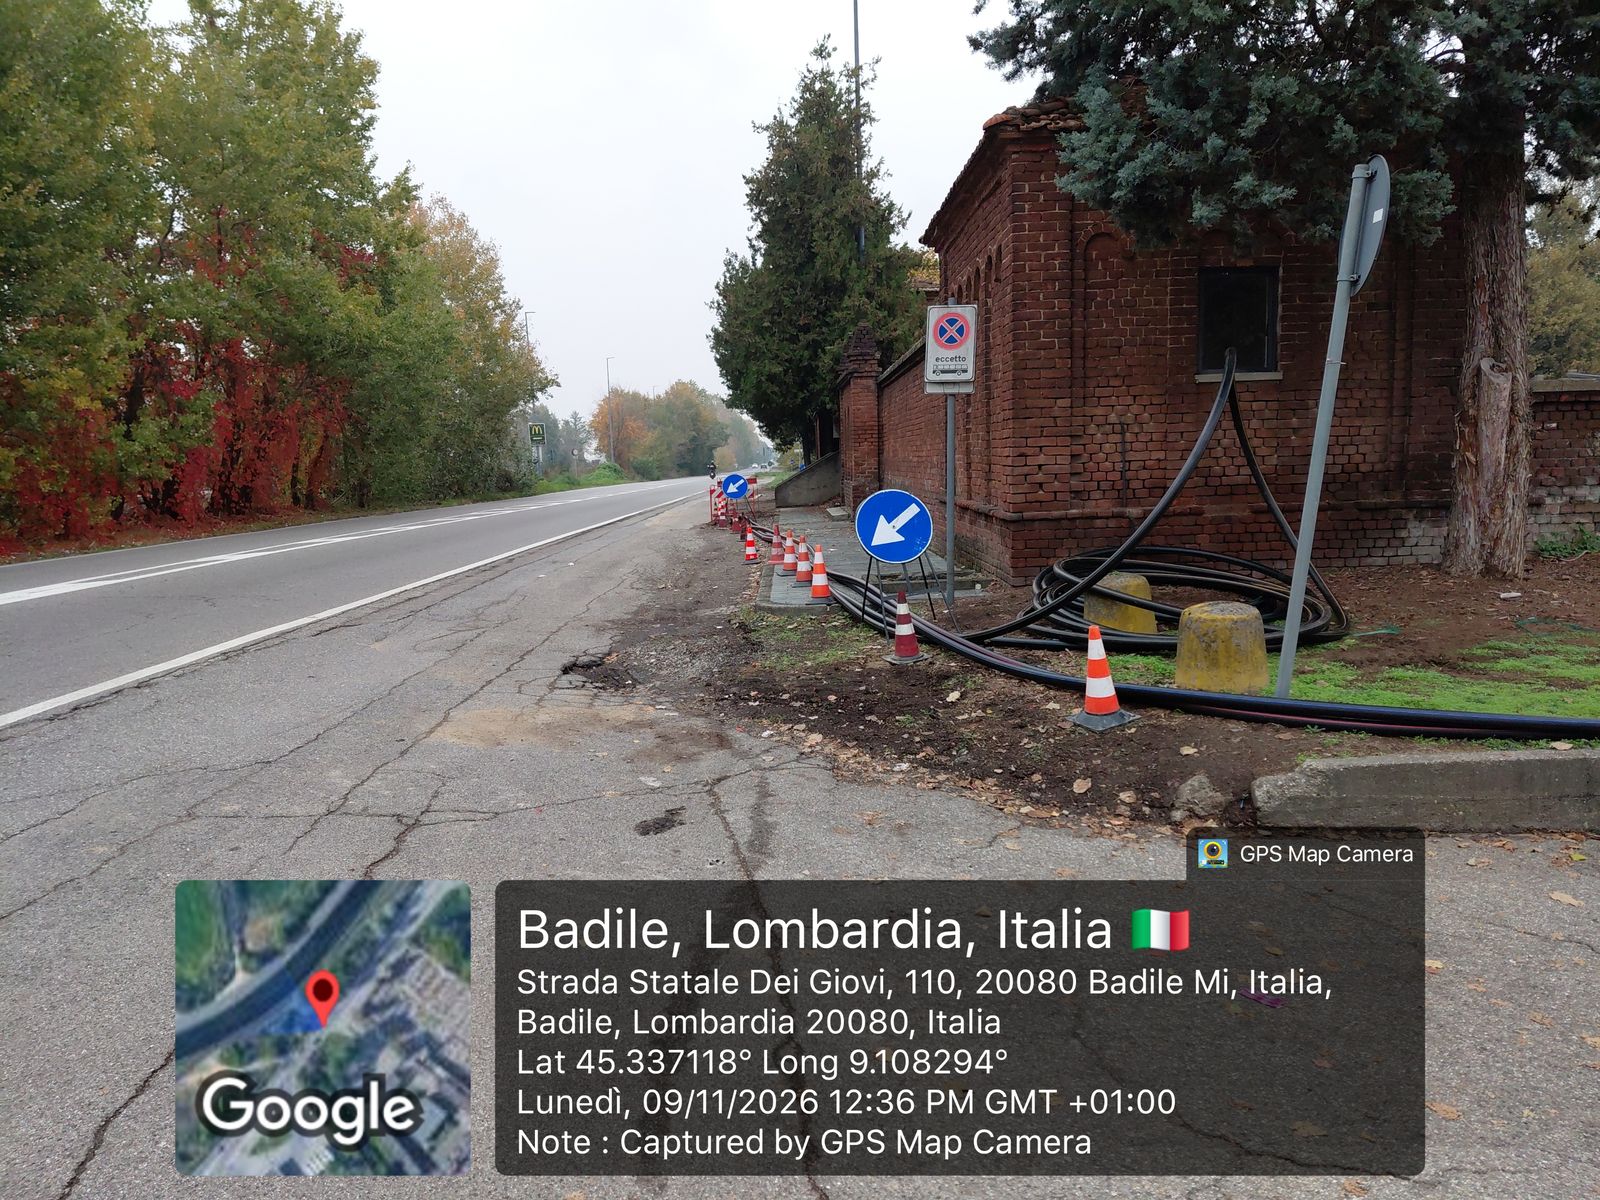 eccetto
GPS Map Camera
Badile, Lombardia, Italia
Strada Statale Dei Giovi, 110, 20080 Badile Mi, Italia,
Badile, Lombardia 20080, Italia
Lat 45.337118° Long 9.108294°
Lunedì, 09/11/2026 12:36 PM GMT +01:00
Note : Captured by GPS Map Camera
Google